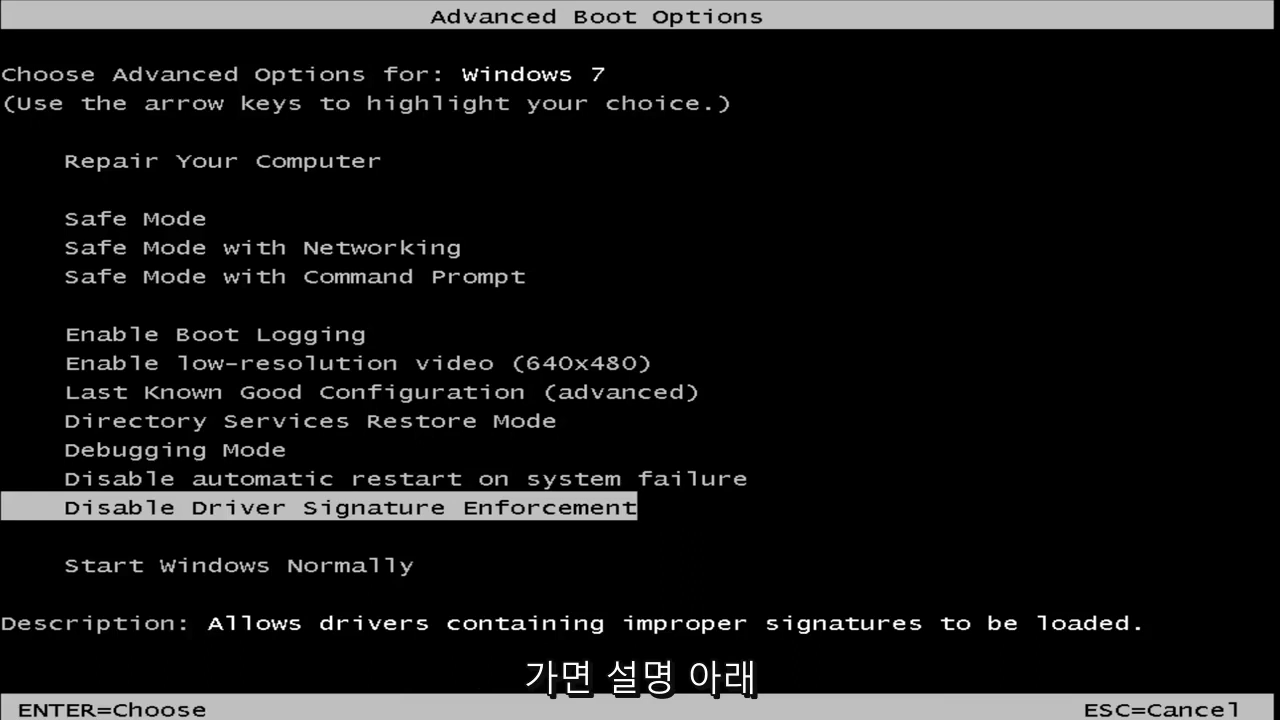 Advanced Boot Options
Choose Advanced Options for: Windows 7
(Use the arrow keys to highlight your choice.)
Repair Your Computer
Safe Mode
Safe Mode with Networking
Safe Mode with Command Prompt
Enable Boot Logging
Enable low-resolution video (640x480)
Last Known Good Configuration (advanced)
Directory Services Restore Mode
Debugging Mode
Disable automatic restart on system failure
Disable Driver Signature Enforcement
Start Windows Normally
Description: Allows drivers containing improper signatures to be loaded.
가면 설명 아래
ENTER=Choose ESC=Cancel